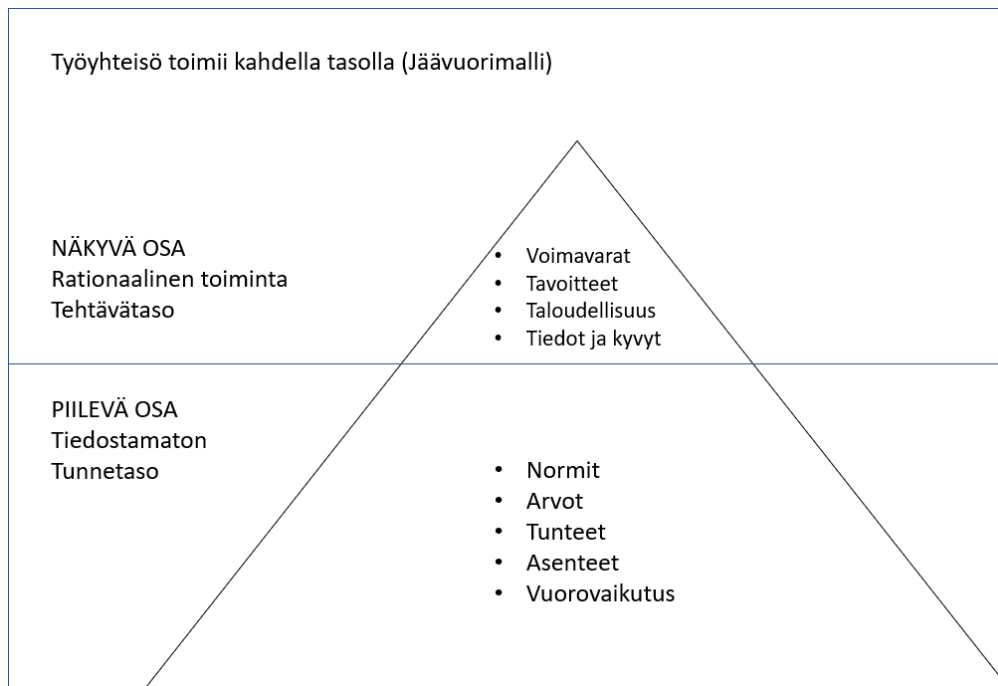 Työyhteisö toimii kahdella tasolla (Jäävuorimalli)
NÄKYVÄ OSA
Rationaalinen toiminta
Tehtävätaso
• Voimavarat
• Tavoitteet
• Taloudellisuus
• Tiedot ja kyvyt
PIILEVÄ OSA
Tiedostamaton
Tunnetaso
• Normit
• Arvot
• Tunteet
• Asenteet
• Vuorovaikutus